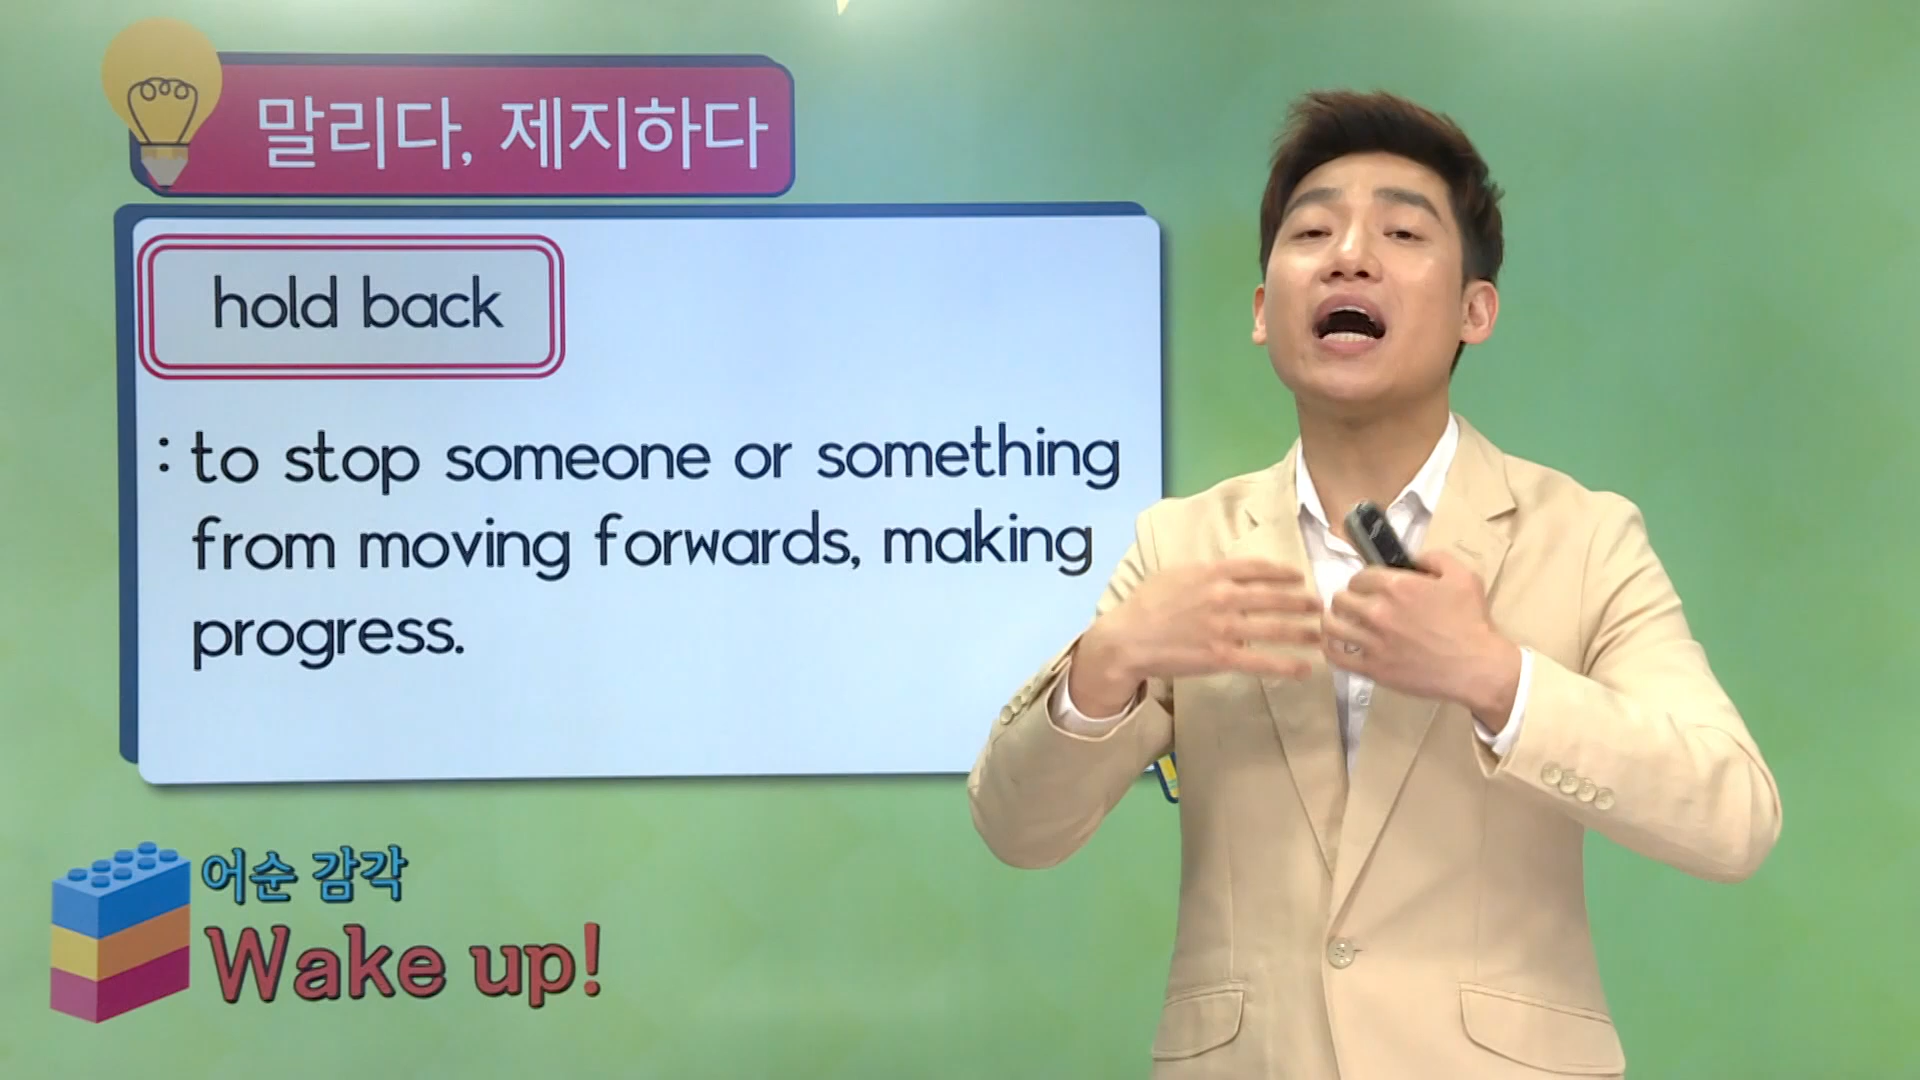 말리다, 제지하다
hold back
: to stop someone or something
from moving forwards, making
progress.
어순 감각
Wake up!